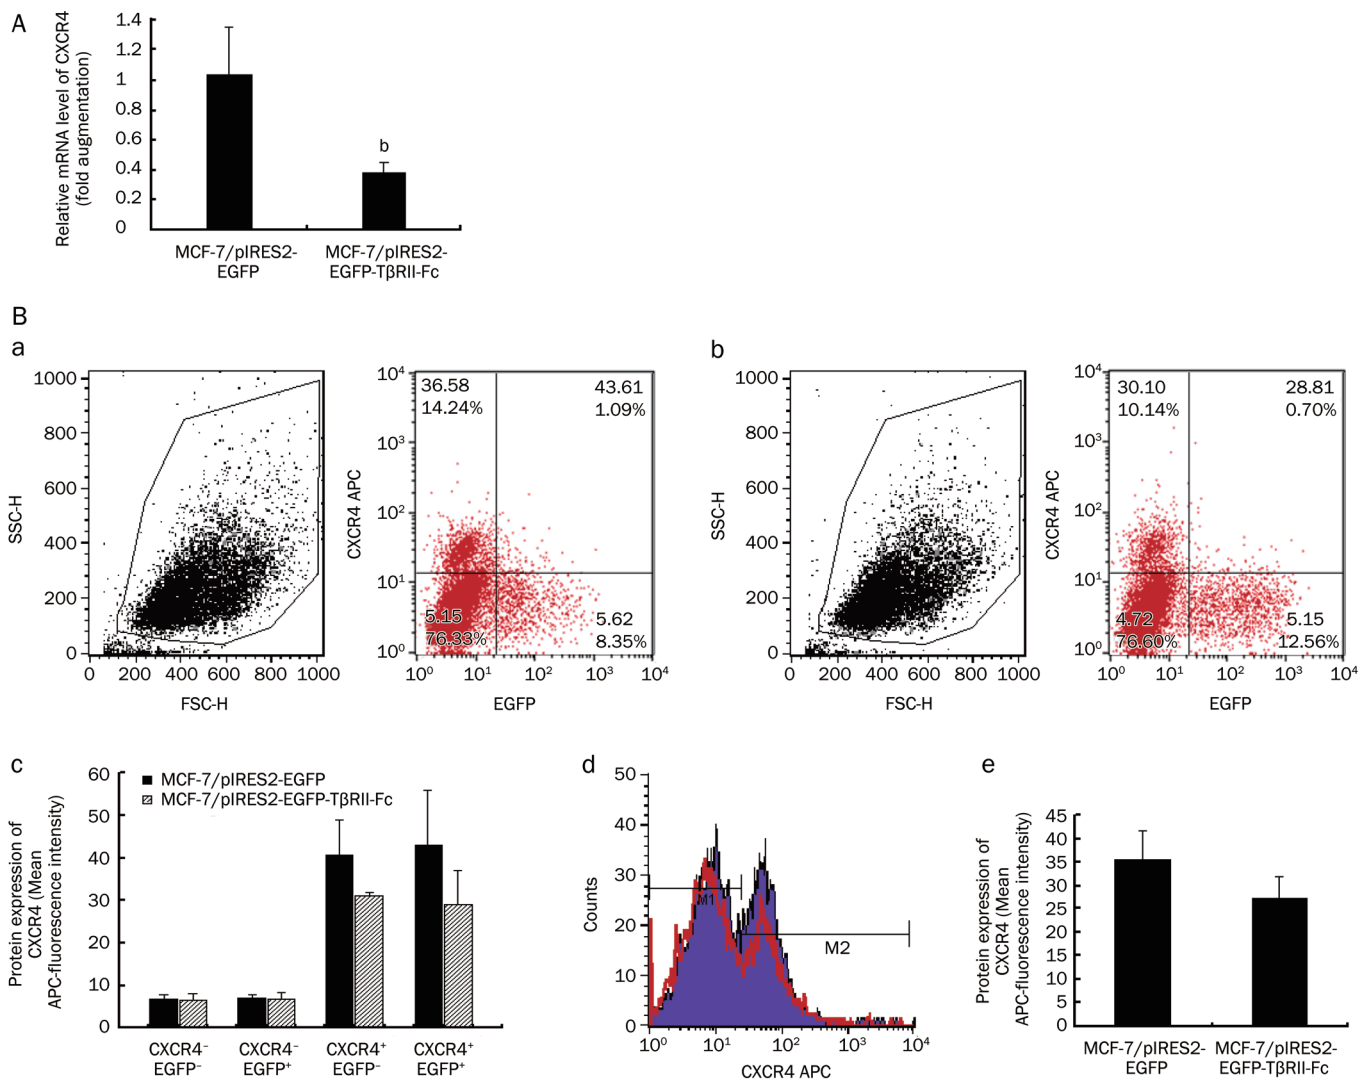 A
Relative mRNA level of CXCR4
(fold augmentation)
1.4
1.2
1
0.8
0.6
0.4
0.2
0
b
MCF-7/pIRES2-
EGFP
MCF-7/pIRES2-
EGFP-TβRII-Fc
B
a
SSC-H
1000
800
600
400
200
0
0 200 400 600 800 1000
FSC-H
CXCR4 APC
10⁴
10³
10²
10¹
10⁰
36.58
14.24%
43.61
1.09%
5.15
76.33%
5.62
8.35%
10⁰ 10¹ 10² 10³ 10⁴
EGFP
b
SSC-H
1000
800
600
400
200
0
0 200 400 600 800 1000
FSC-H
CXCR4 APC
10⁴
10³
10²
10¹
10⁰
30.10
10.14%
28.81
0.70%
4.72
76.60%
5.15
12.56%
10⁰ 10¹ 10² 10³ 10⁴
EGFP
c
Protein expression of
CXCR4 (Mean
APC-fluorescence intensity)
60
50
40
30
20
10
0
MCF-7/pIRES2-EGFP
MCF-7/pIRES2-EGFP-TβRII-Fc
CXCR4⁻
EGFP⁻
CXCR4⁻
EGFP⁺
CXCR4⁺
EGFP⁻
CXCR4⁺
EGFP⁺
d
Counts
50
40
30
20
10
0
M1
M2
10⁰ 10¹ 10² 10³ 10⁴
CXCR4 APC
e
Protein expression of
CXCR4 (Mean
APC-fluorescence intensity)
45
40
35
30
25
20
15
10
5
0
MCF-7/pIRES2-
EGFP
MCF-7/pIRES2-
EGFP-TβRII-Fc